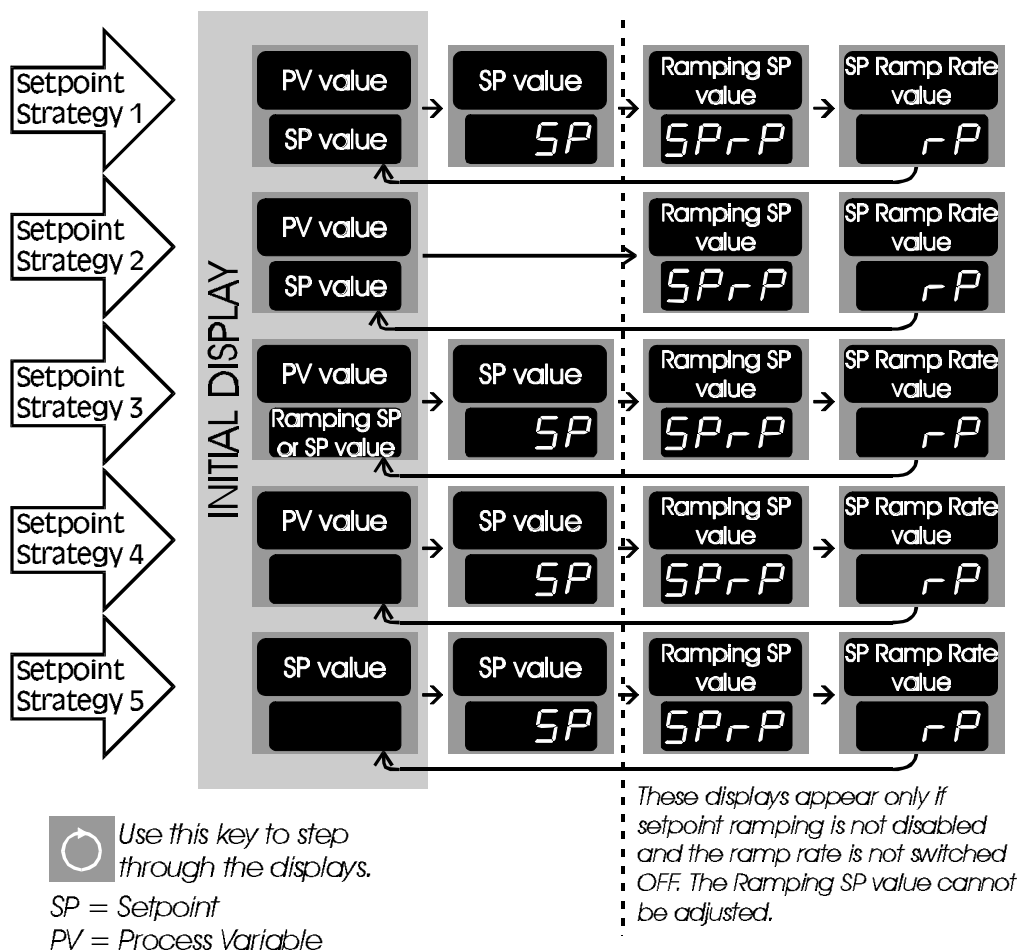 Setpoint
Strategy 1
PV value
SP value
SP value
SP
Ramping SP
value
SPrP
SP Ramp Rate
value
rP
Setpoint
Strategy 2
PV value
SP value
Ramping SP
value
SPrP
SP Ramp Rate
value
rP
INITIAL DISPLAY
Setpoint
Strategy 3
PV value
Ramping SP
or SP value
SP value
SP
Ramping SP
value
SPrP
SP Ramp Rate
value
rP
Setpoint
Strategy 4
PV value
SP value
SP
Ramping SP
value
SPrP
SP Ramp Rate
value
rP
Setpoint
Strategy 5
SP value
SP value
SP
Ramping SP
value
SPrP
SP Ramp Rate
value
rP
Use this key to step
through the displays.
SP = Setpoint
PV = Process Variable
These displays appear only if
setpoint ramping is not disabled
and the ramp rate is not switched
OFF. The Ramping SP value cannot
be adjusted.